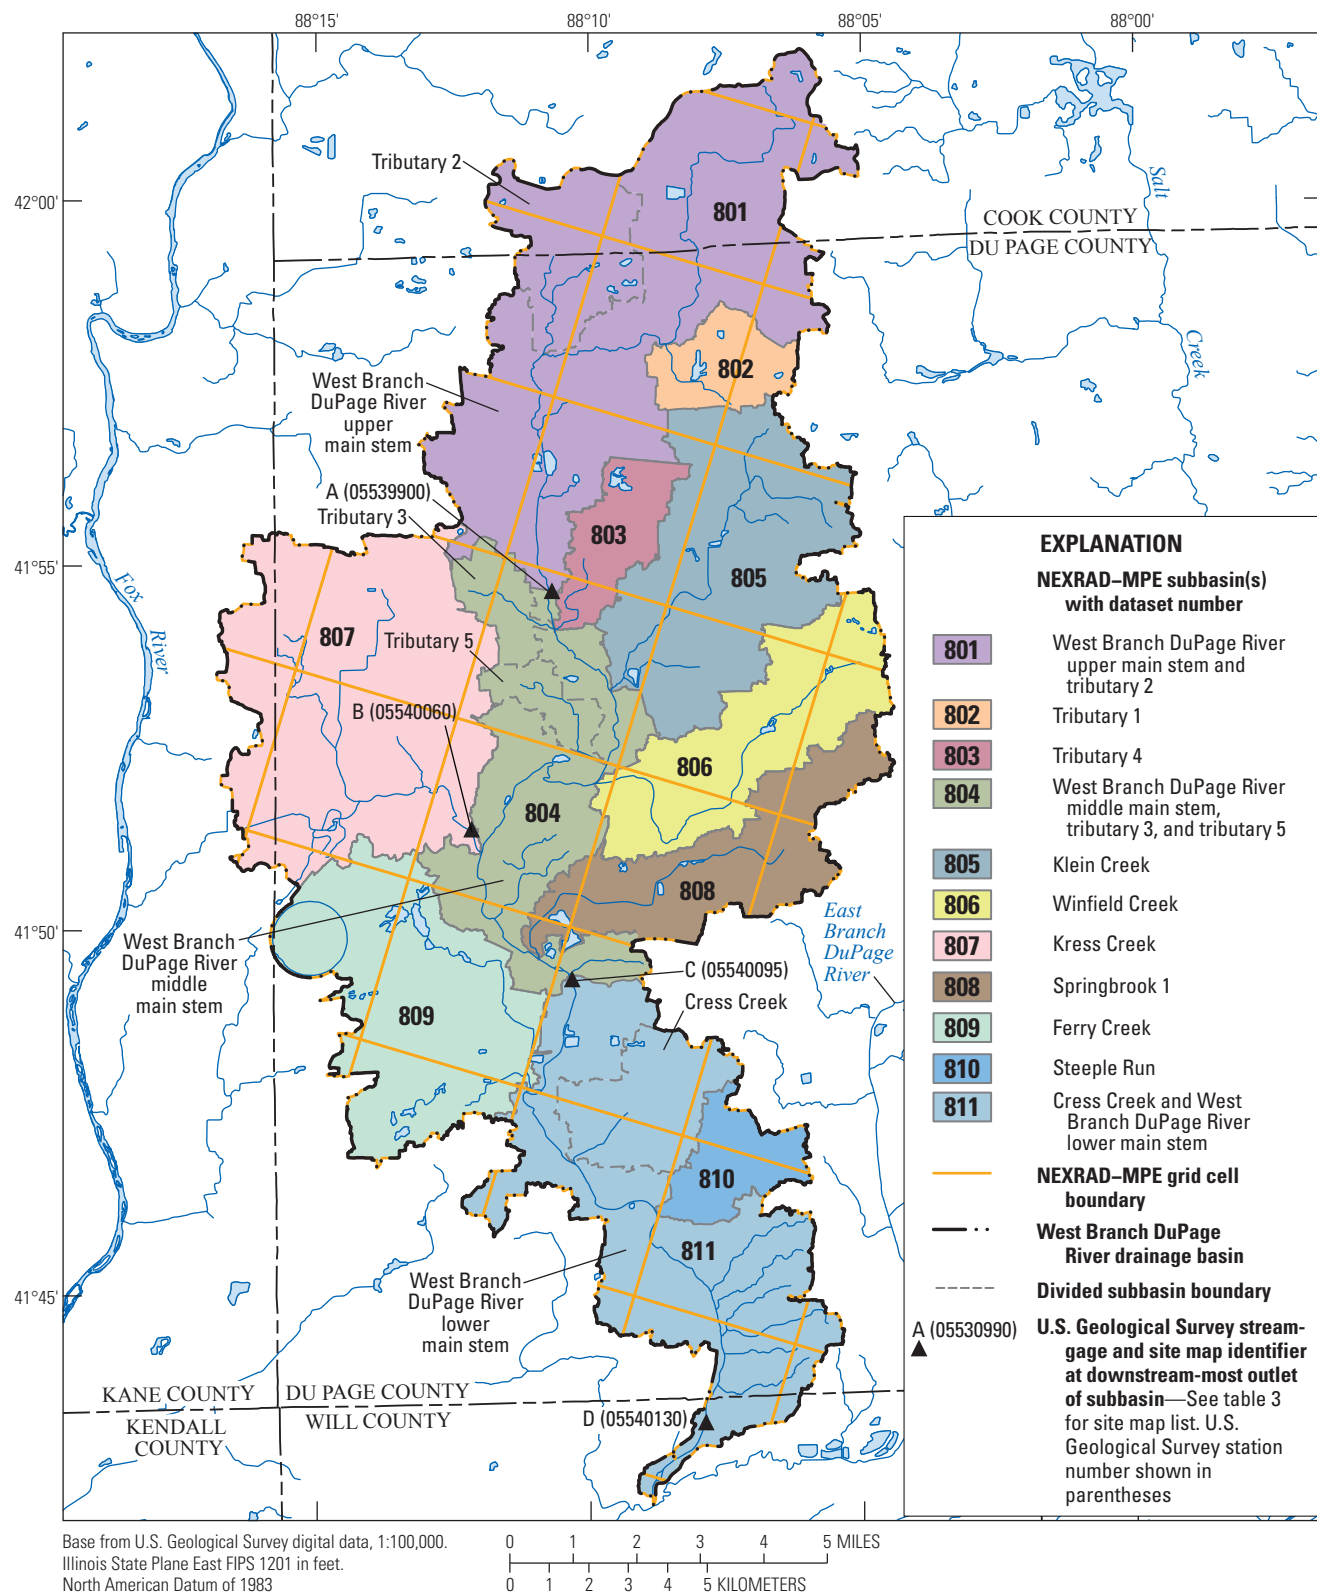 88°15'
88°10'
88°05'
88°00'
42°00'
41°55'
41°50'
41°45'
Tributary 2
801
Salt
Creek
COOK COUNTY
DU PAGE COUNTY
802
West Branch
DuPage River
upper
main stem
A (05539900)
Tributary 3
803
805
Fox
River
807
Tributary 5
B (05540060)
806
804
808
West Branch
DuPage River
middle
main stem
East
Branch
DuPage
River
C (05540095)
Cress Creek
809
810
811
West Branch
DuPage River
lower
main stem
KANE COUNTY
DU PAGE COUNTY
KENDALL
COUNTY
WILL COUNTY
D (05540130)
EXPLANATION
NEXRAD–MPE subbasin(s)
with dataset number
801
West Branch DuPage River
upper main stem and
tributary 2
802
Tributary 1
803
Tributary 4
804
West Branch DuPage River
middle main stem,
tributary 3, and tributary 5
805
Klein Creek
806
Winfield Creek
807
Kress Creek
808
Springbrook 1
809
Ferry Creek
810
Steeple Run
811
Cress Creek and West
Branch DuPage River
lower main stem
NEXRAD–MPE grid cell
boundary
West Branch DuPage
River drainage basin
Divided subbasin boundary
A (05530990)
U.S. Geological Survey stream-
gage and site map identifier
at downstream-most outlet
of subbasin—See table 3
for site map list. U.S.
Geological Survey station
number shown in
parentheses
Base from U.S. Geological Survey digital data, 1:100,000.
Illinois State Plane East FIPS 1201 in feet.
North American Datum of 1983
0 1 2 3 4 5 MILES
0 1 2 3 4 5 KILOMETERS